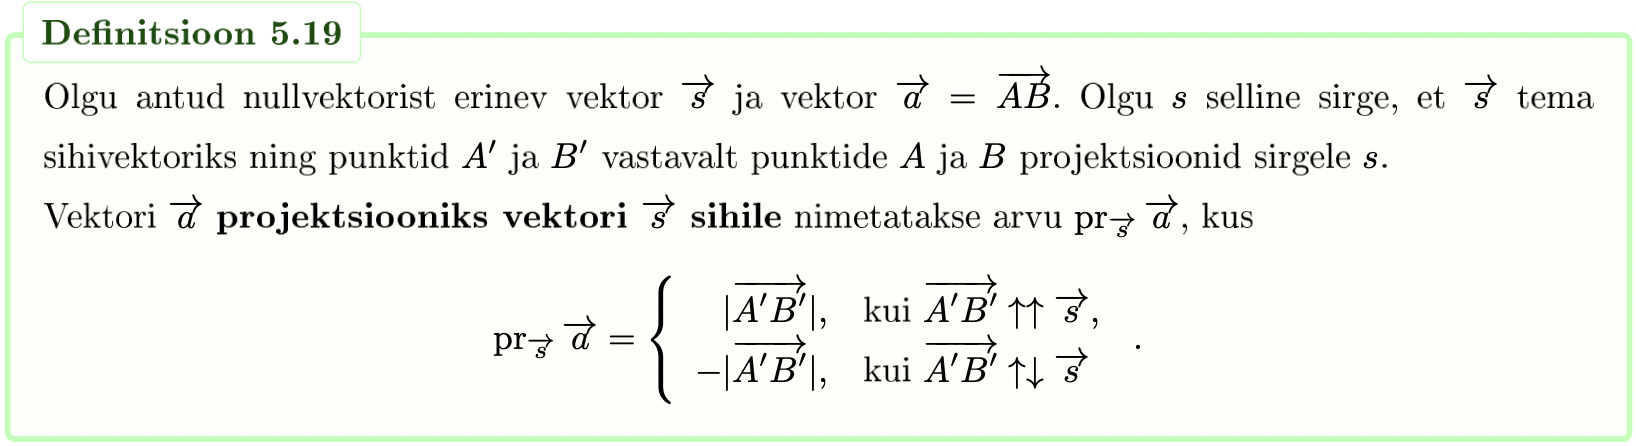 Definitsioon 5.19
Olgu antud nullvektorist erinev vektor $\overrightarrow{s}$ ja vektor $\overrightarrow{a} = \overrightarrow{AB}$. Olgu $s$ selline sirge, et $\overrightarrow{s}$ tema
sihivektoriks ning punktid $A'$ ja $B'$ vastavalt punktide $A$ ja $B$ projektsioonid sirgele $s$.
Vektori $\overrightarrow{a}$ projektsiooniks vektori $\overrightarrow{s}$ sihile nimetatakse arvu $\text{pr}_{\overrightarrow{s}} \overrightarrow{a}$, kus
$\text{pr}_{\overrightarrow{s}} \overrightarrow{a} = \begin{cases} |\overrightarrow{A'B'}|, & \text{kui } \overrightarrow{A'B'} \uparrow\uparrow \overrightarrow{s}, \\ -|\overrightarrow{A'B'}|, & \text{kui } \overrightarrow{A'B'} \uparrow\downarrow \overrightarrow{s} \end{cases}.$